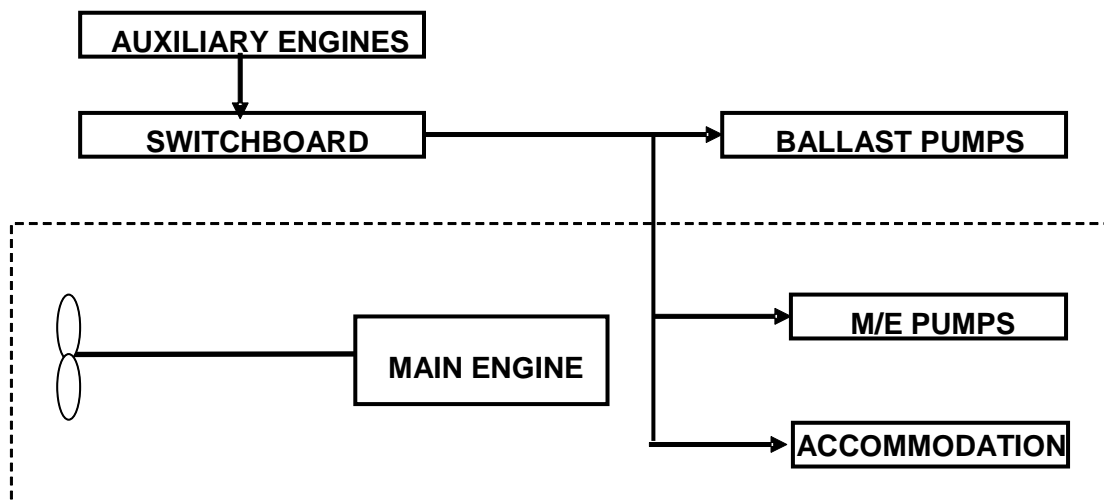 AUXILIARY ENGINES
SWITCHBOARD
BALLAST PUMPS
M/E PUMPS
MAIN ENGINE
ACCOMMODATION